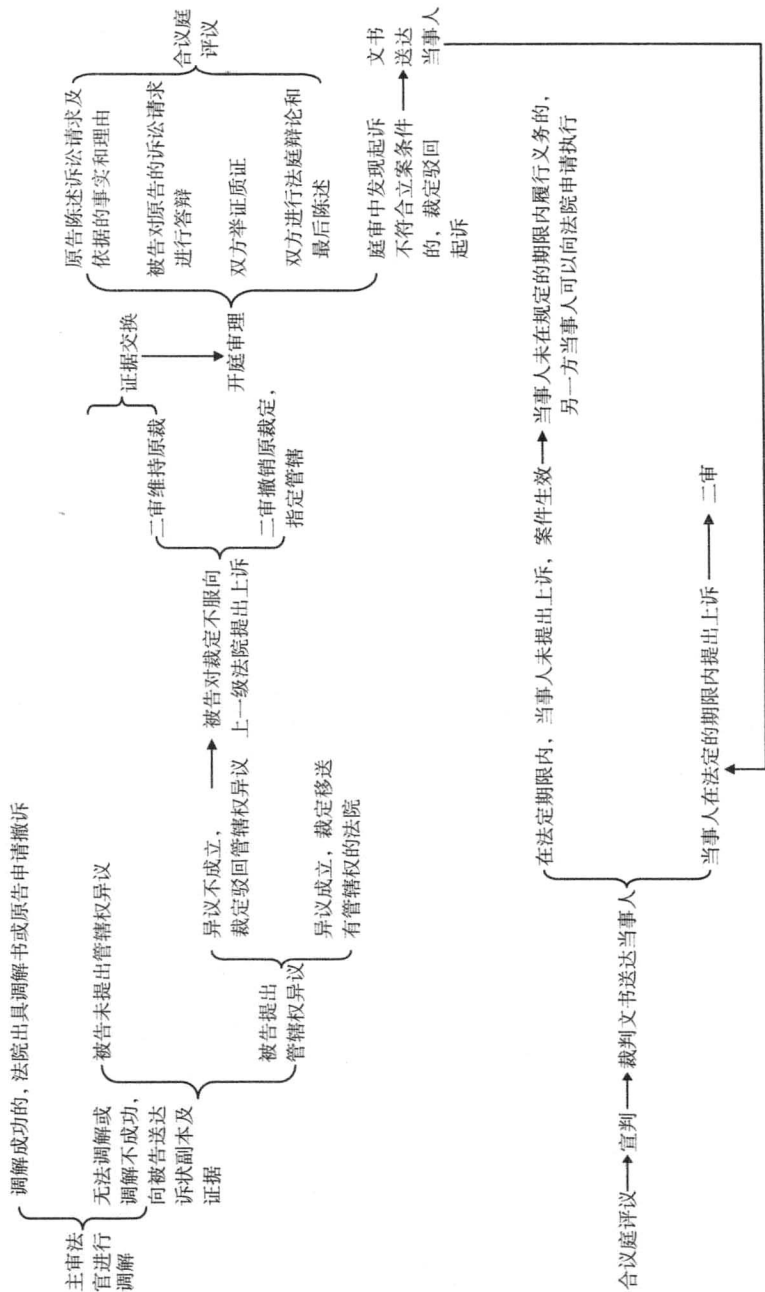 主审法
官进行
调解
调解成功的，法院出具调解书或原告申请撤诉
无法调解或
调解不成功，
向被告送达
诉状副本及
证据
被告未提出管辖权异议
被告提出
管辖权异议
异议不成立，
裁定驳回管辖权异议
异议成立，裁定移送
有管辖权的法院
被告对裁定不服向
上一级法院提出上诉
二审维持原裁
二审撤销原裁定，
指定管辖
证据交换
开庭审理
原告陈述诉讼请求及
依据的事实和理由
被告对原告的诉讼请求
进行答辩
双方举证质证
双方进行法庭辩论和
最后陈述
合议庭
评议
庭审中发现起诉
不符合立案条件
的，裁定驳回
起诉
文书
送达
当事人
合议庭评议
宣判
裁判文书送达当事人
在法定期限内，当事人未提出上诉，案件生效
当事人未在规定的期限内履行义务的，
另一方当事人可以向法院申请执行
当事人在法定的期限内提出上诉
二审